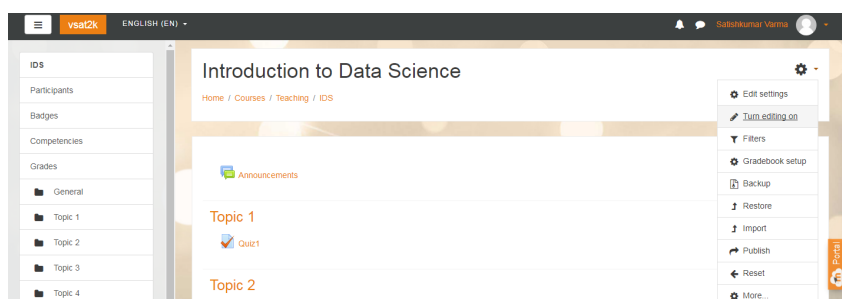 vsat2k ENGLISH (EN) Satishkumar Varma
IDS
Participants
Badges
Competencies
Grades
General
Topic 1
Topic 2
Topic 3
Topic 4
Introduction to Data Science
Home / Courses / Teaching / IDS
Announcements
Topic 1
Quiz1
Topic 2
Edit settings
Turn editing on
Filters
Gradebook setup
Backup
Restore
Import
Publish
Reset
More...
Portal